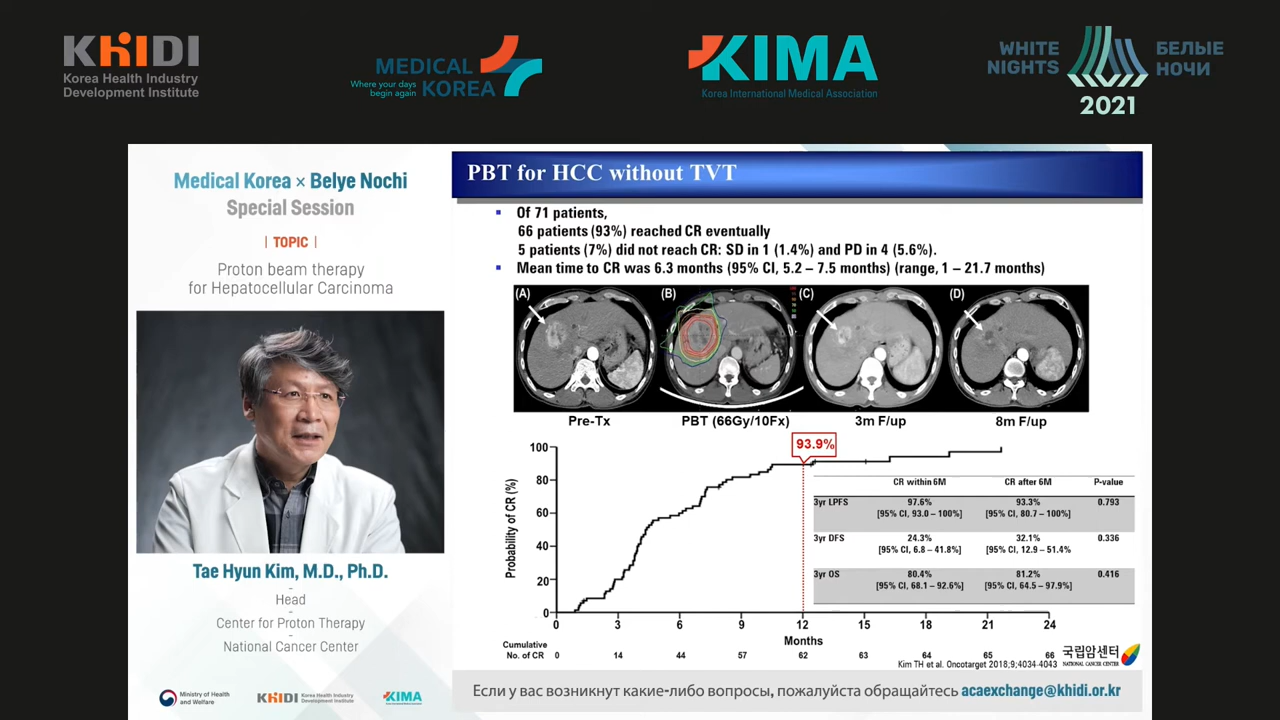 KHIDI
Korea Health Industry
Development Institute
MEDICAL
KOREA
Where your days
begin again
KIMA
Korea International Medical Association
WHITE
NIGHTS
БЕЛЫЕ
НОЧИ
2021
Medical Korea × Belye Nochi
Special Session
| TOPIC |
Proton beam therapy
for Hepatocellular Carcinoma
Tae Hyun Kim, M.D., Ph.D.
Head
Center for Proton Therapy
National Cancer Center
Ministry of Health
and Welfare
KHIDI
Korea Health Industry
Development Institute
KIMA
PBT for HCC without TVT
Of 71 patients,
66 patients (93%) reached CR eventually
5 patients (7%) did not reach CR: SD in 1 (1.4%) and PD in 4 (5.6%).
Mean time to CR was 6.3 months (95% CI, 5.2 – 7.5 months) (range, 1 – 21.7 months)
(A) (B) (C) (D)
Pre-Tx PBT (66Gy/10Fx) 3m F/up 8m F/up
93.9%
Probability of CR (%)
100
80
60
40
20
0
0 3 6 9 12 15 18 21 24
Months
Cumulative
No. of CR 0 14 44 57 62 63 64 65 66
CR within 6M CR after 6M P-value
3yr LPFS 97.6% 93.3% 0.793
[95% CI, 93.0 – 100%] [95% CI, 80.7 – 100%]
3yr DFS 24.3% 32.1% 0.336
[95% CI, 6.8 – 41.8%] [95% CI, 12.9 – 51.4%
3yr OS 80.4% 81.2% 0.416
[95% CI, 68.1 – 92.6%] [95% CI, 64.5 – 97.9%]
국립암센터
NATIONAL CANCER CENTER
Kim TH et al. Oncotarget 2018;9;4034-4043
Если у вас возникнут какие-либо вопросы, пожалуйста обращайтесь acaexchange@khidi.or.kr